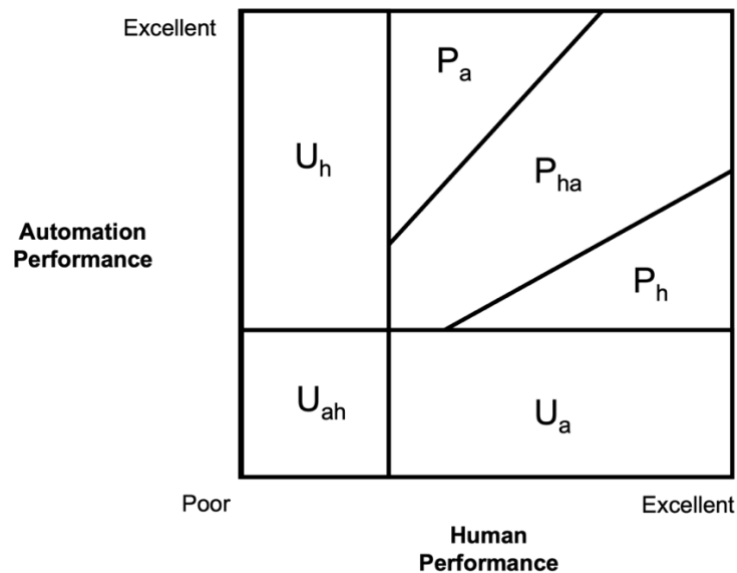 Excellent
Pa
Uh
Pha
Automation
Performance
Ph
Uah
Ua
Poor
Excellent
Human
Performance